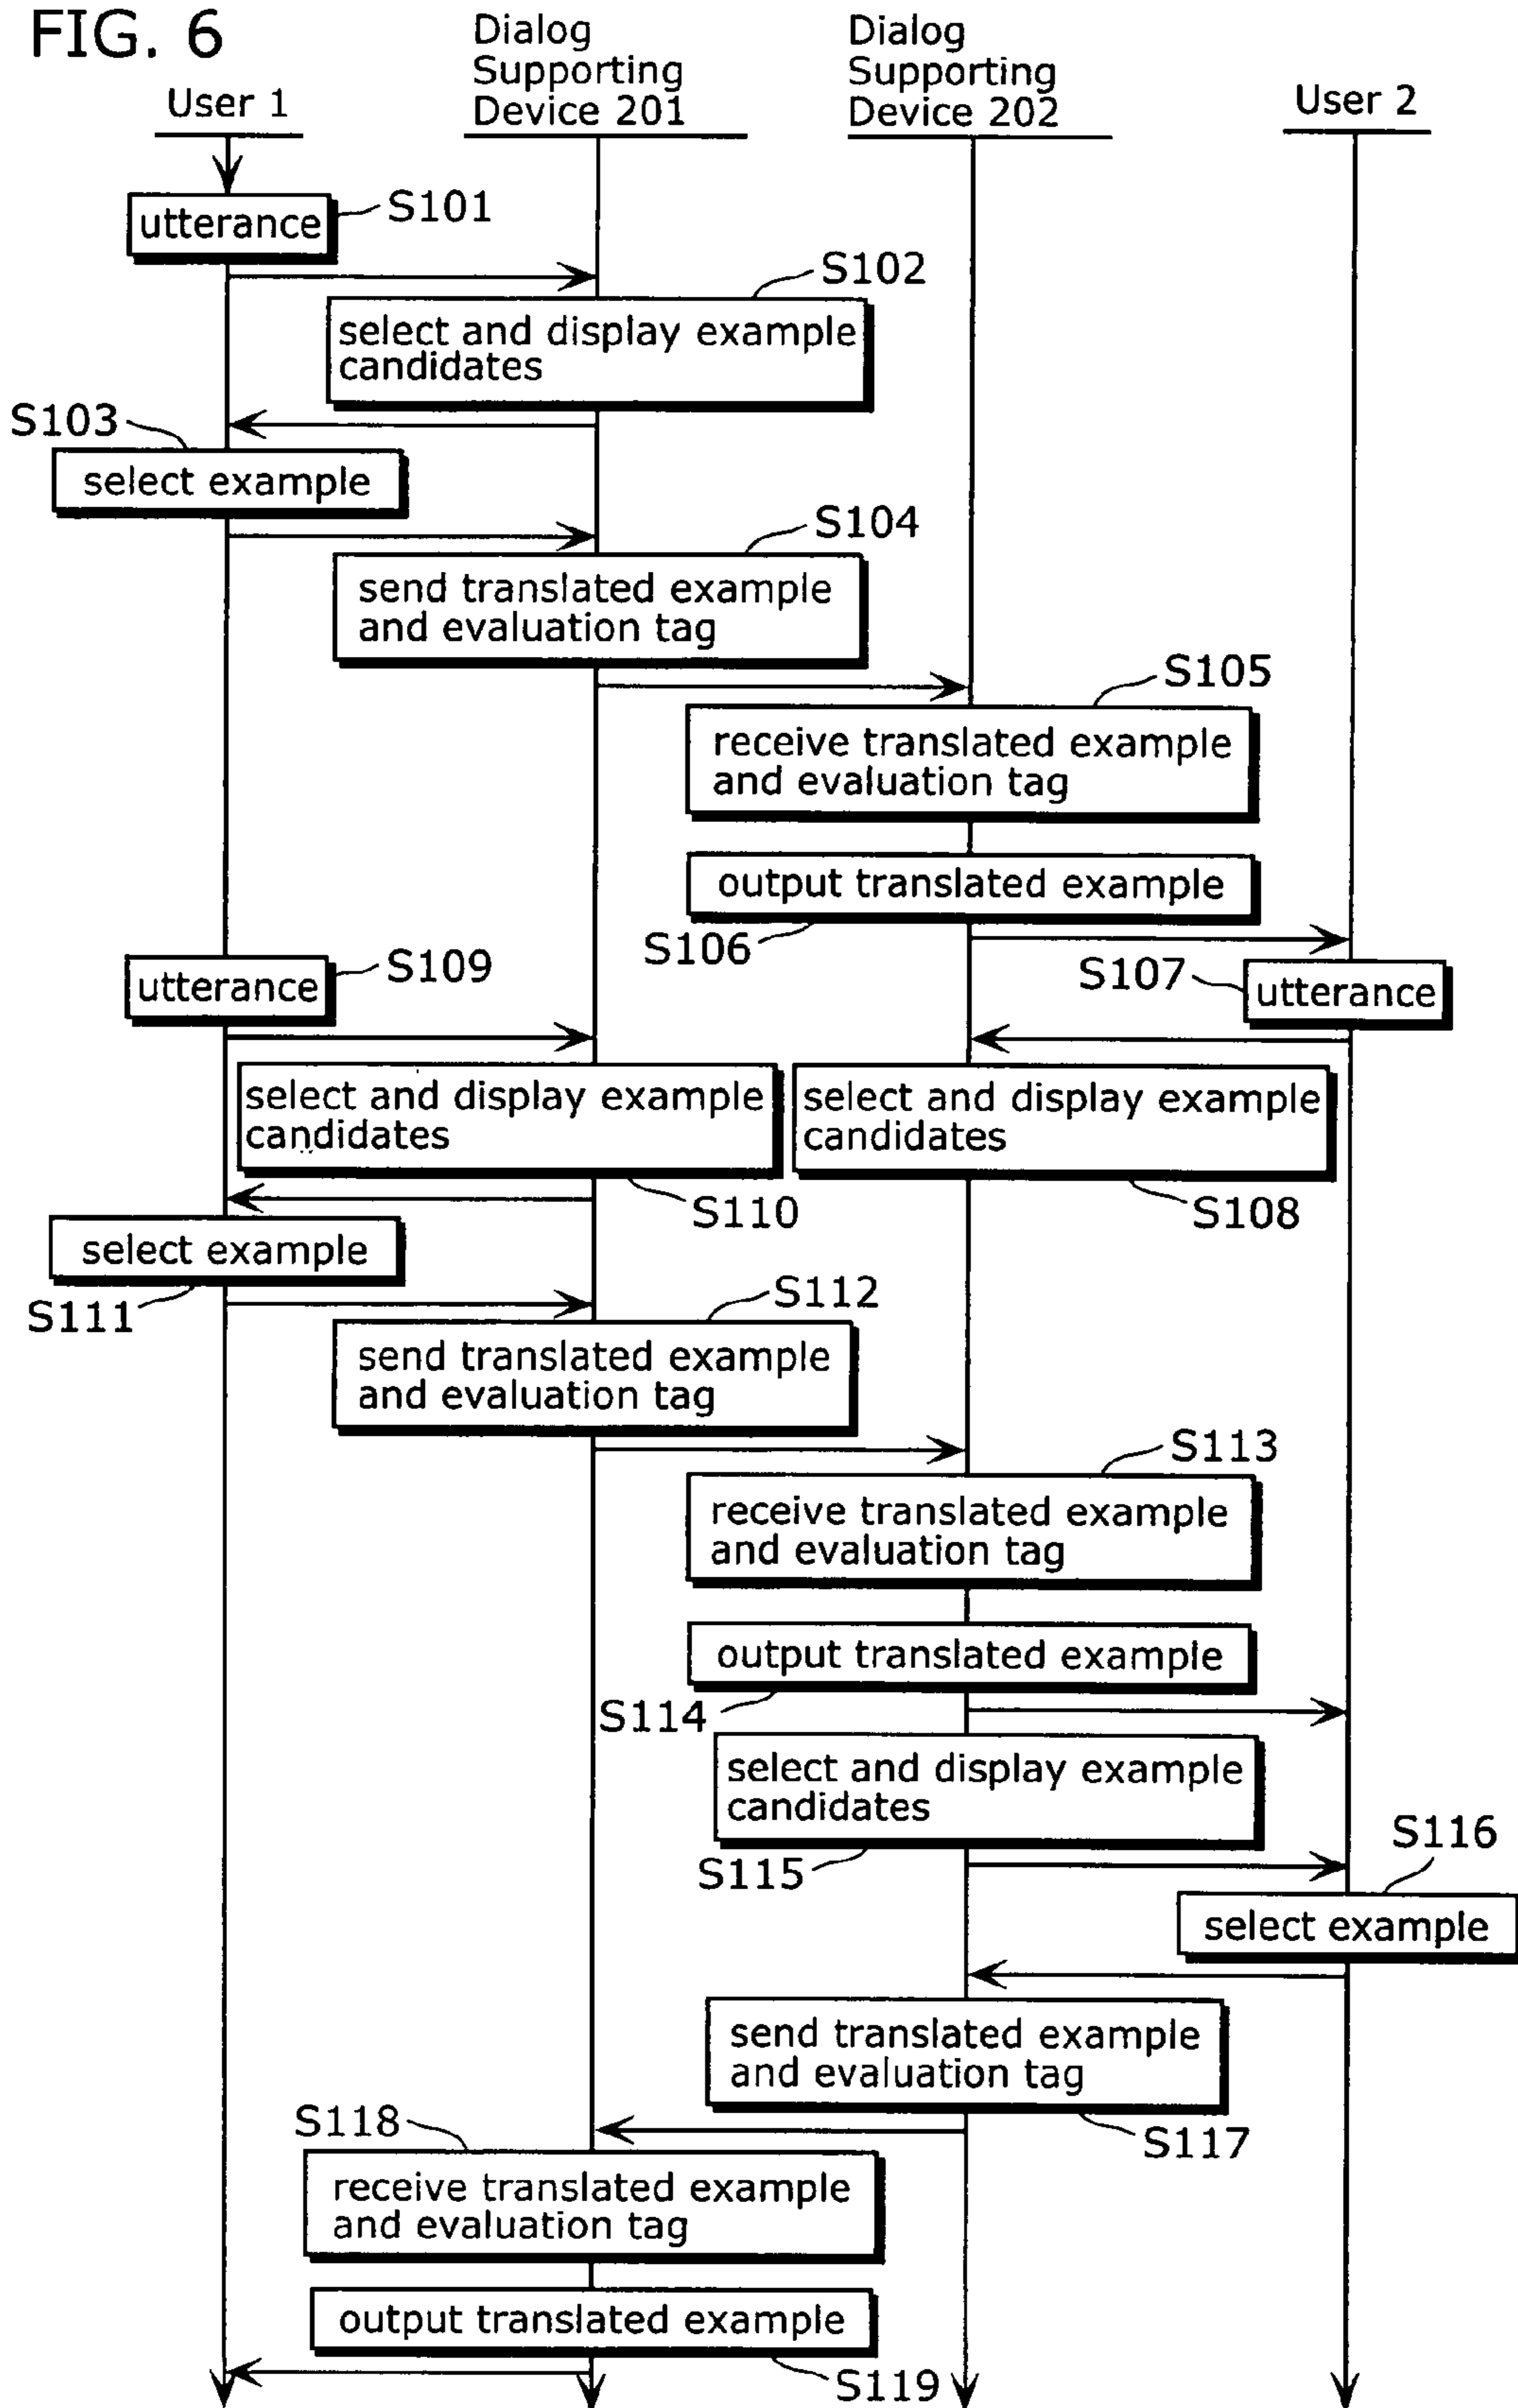 FIG. 6
User 1
Dialog
Supporting
Device 201
Dialog
Supporting
Device 202
User 2
utterance
S101
S102
select and display example
candidates
S103
select example
S104
send translated example
and evaluation tag
S105
receive translated example
and evaluation tag
output translated example
S106
utterance
S109
S107
utterance
select and display example
candidates
select and display example
candidates
S110
S108
select example
S111
S112
send translated example
and evaluation tag
S113
receive translated example
and evaluation tag
output translated example
S114
select and display example
candidates
S115
S116
select example
send translated example
and evaluation tag
S117
S118
receive translated example
and evaluation tag
output translated example
S119